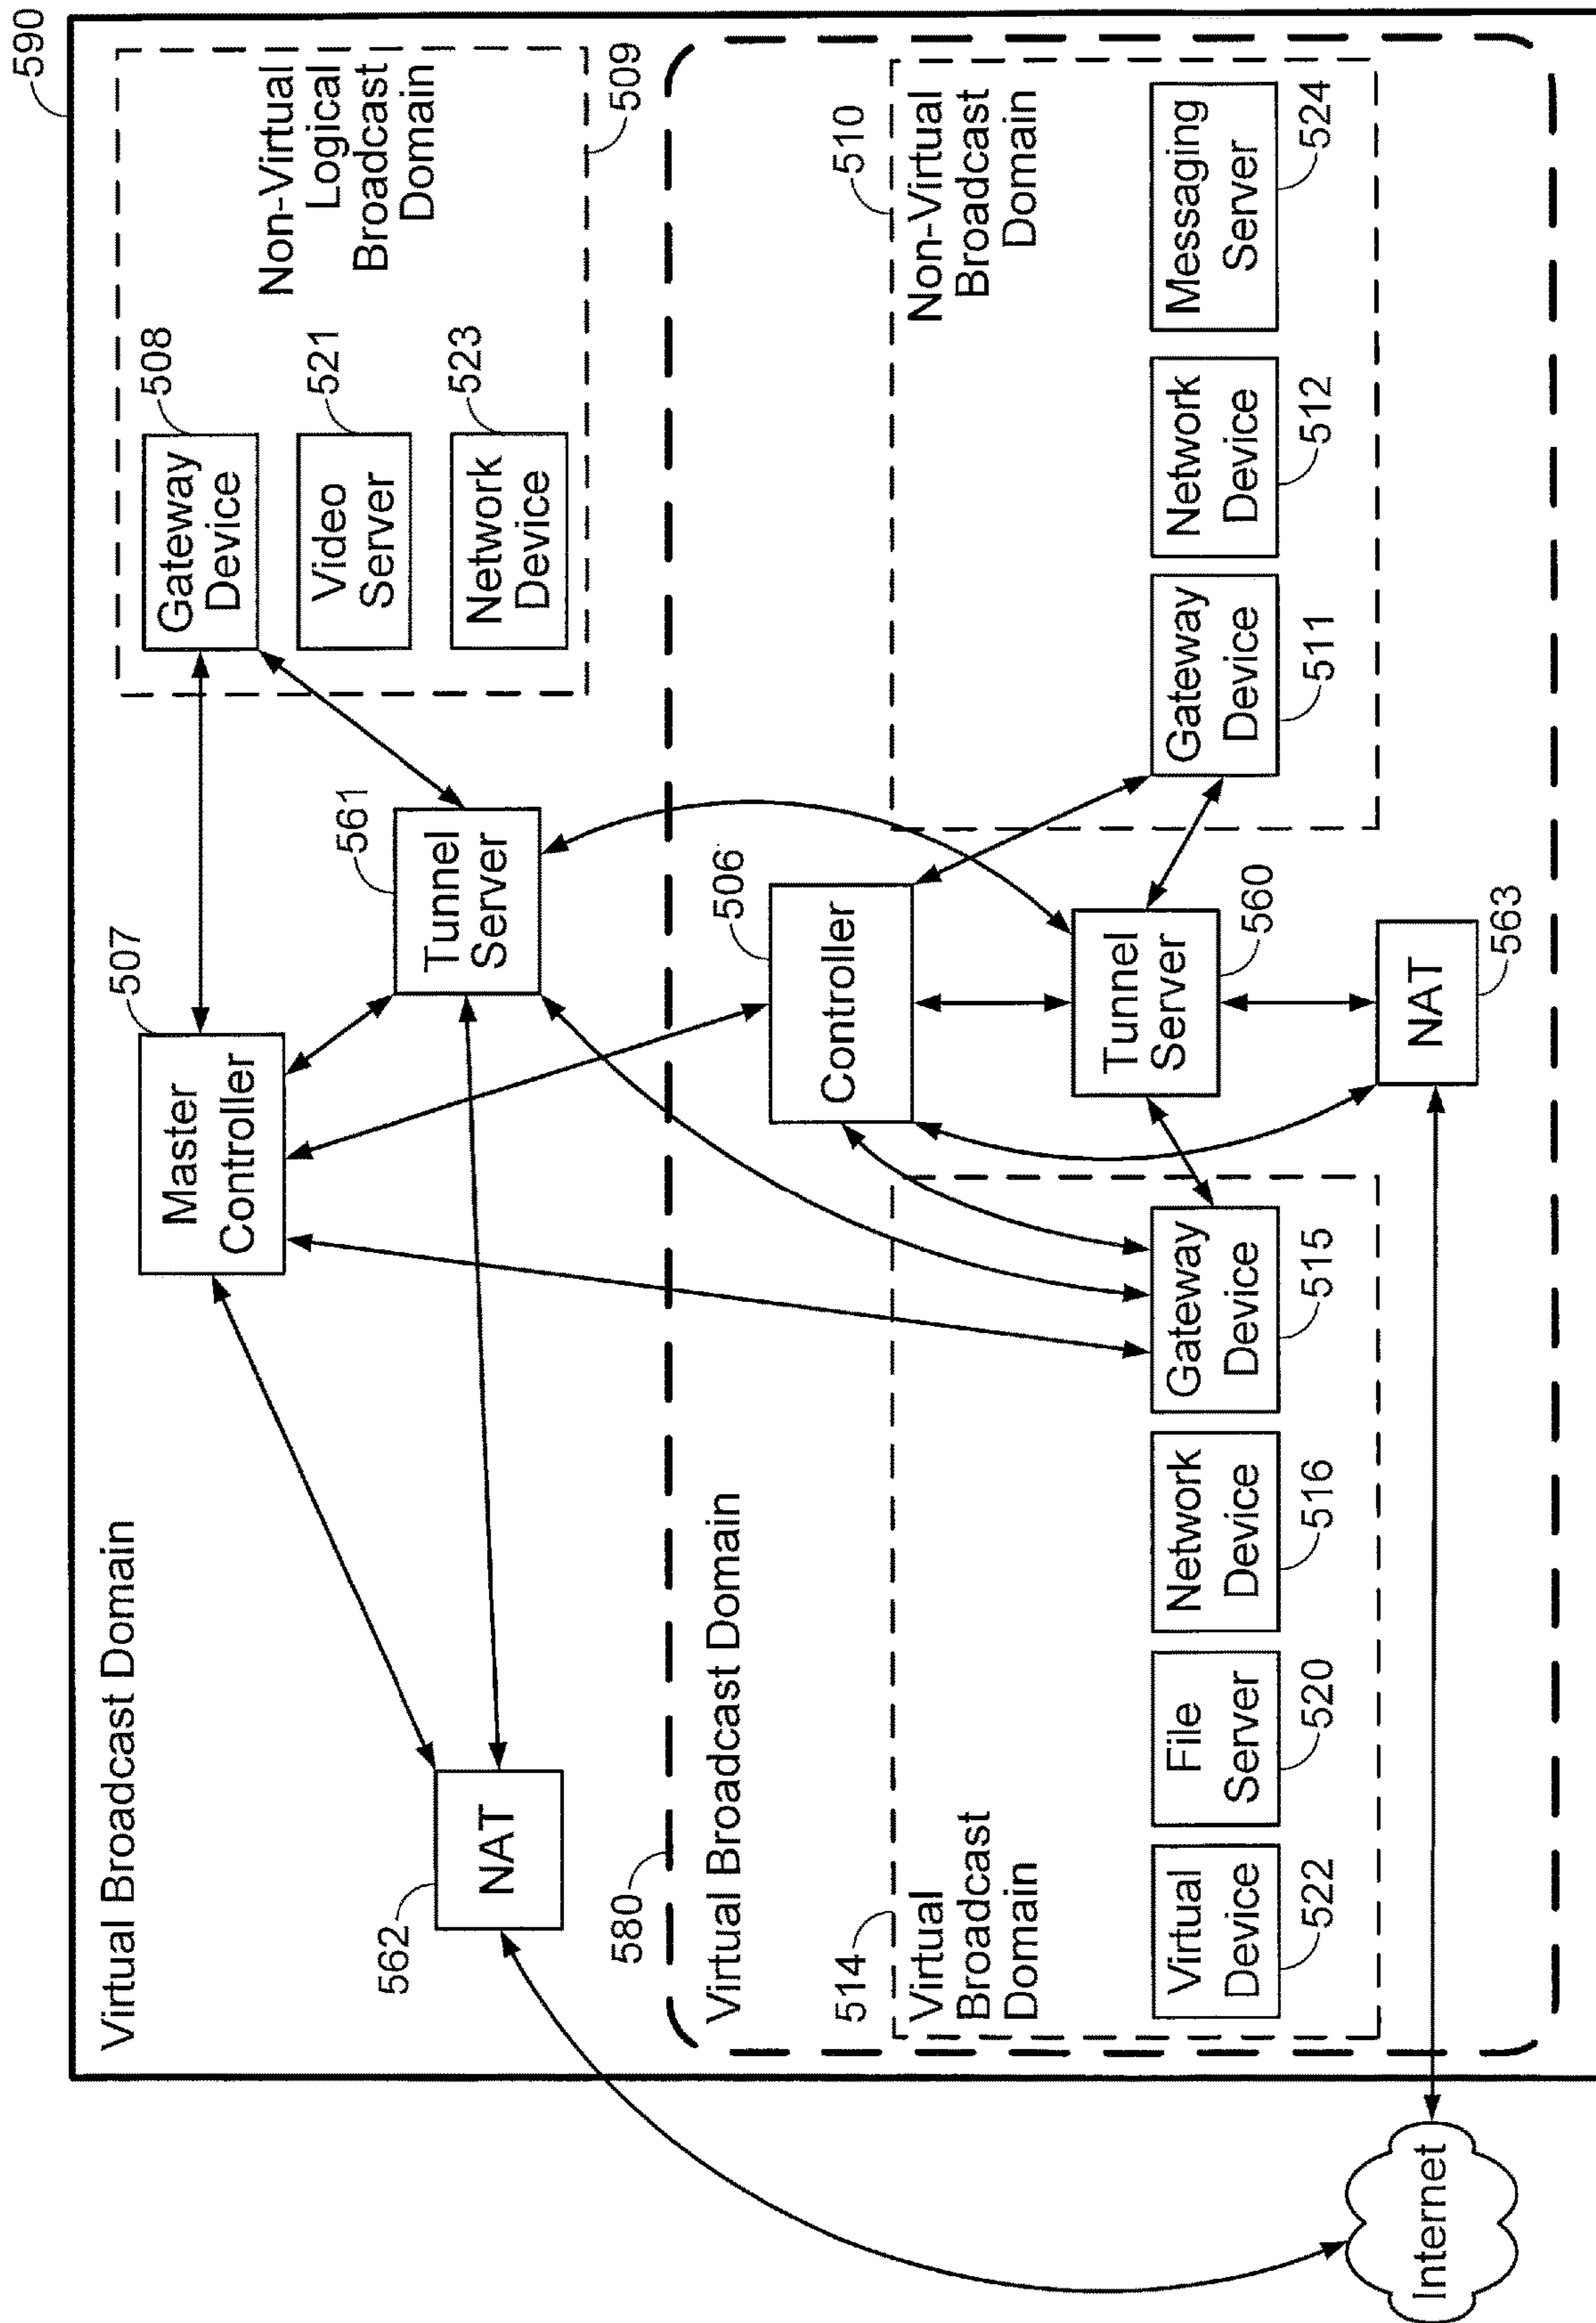 590
Virtual Broadcast Domain
Non-Virtual
Logical
Broadcast
Domain
509
Gateway
Device
508
Video
Server
521
Network
Device
523
Master
Controller
507
Tunnel
Server
561
NAT
562
580
Virtual Broadcast Domain
Controller
506
Tunnel
Server
560
NAT
563
510
Non-Virtual
Broadcast
Domain
Gateway
Device
511
Network
Device
512
Messaging
Server
524
514
Virtual
Broadcast
Domain
Virtual
Device
522
File
Server
520
Network
Device
516
Gateway
Device
515
Internet